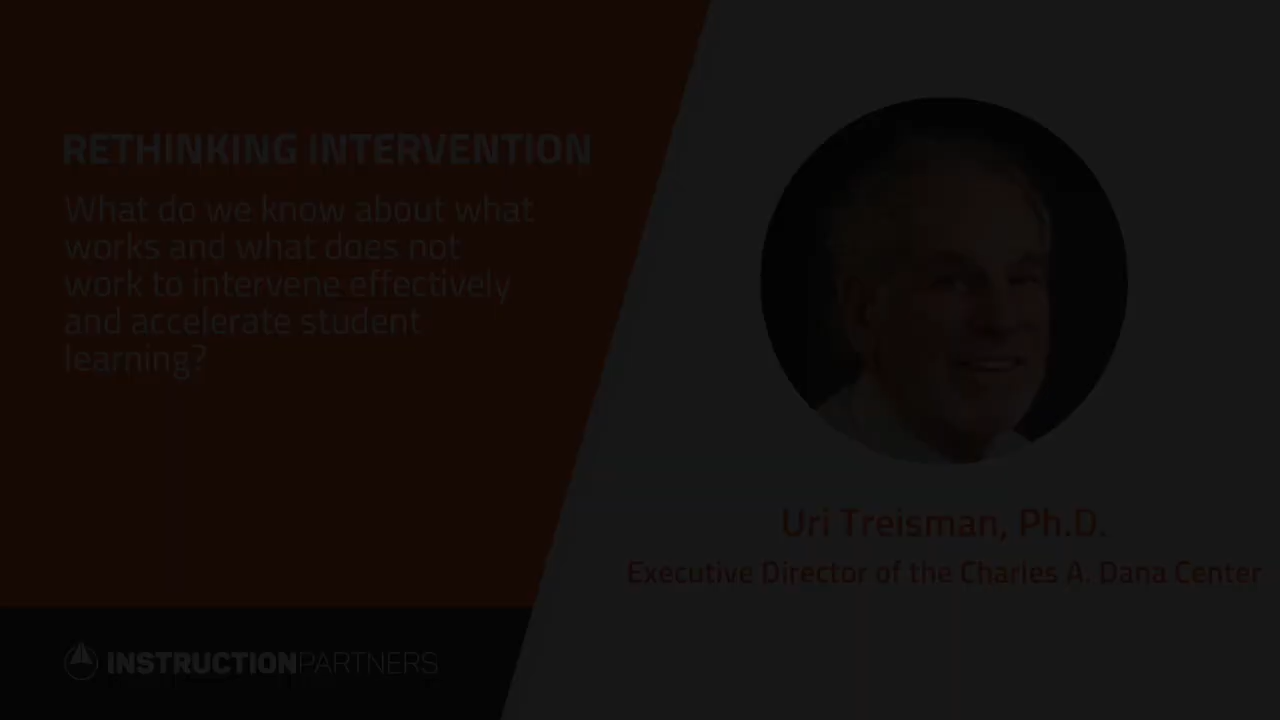 RETHINKING INTERVENTION
What do we know about what
works and what does not
work to intervene effectively
and accelerate student
learning?
Uri Treisman, Ph.D.
Executive Director of the Charles A. Dana Center
INSTRUCTIONPARTNERS